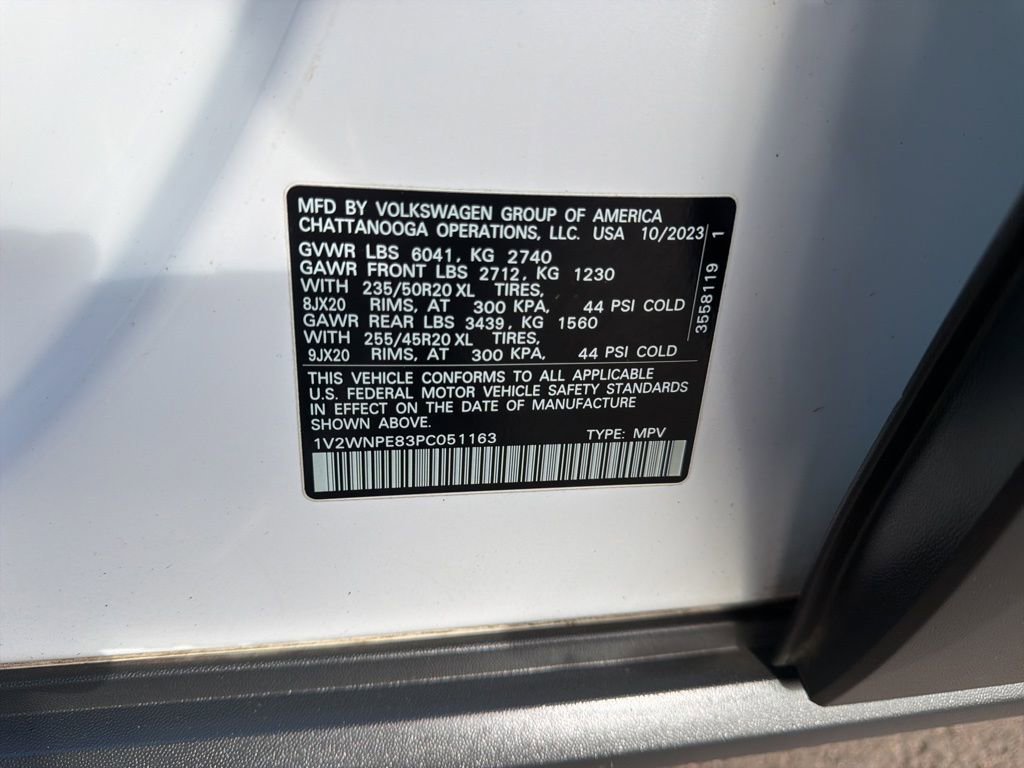 MFD BY VOLKSWAGEN GROUP OF AMERICA
CHATTANOOGA OPERATIONS, LLC. USA 10/2023
GVWR LBS 6041, KG 2740
GAWR FRONT LBS 2712, KG 1230
WITH 235/50R20 XL TIRES,
8JX20 RIMS, AT 300 KPA, 44 PSI COLD
GAWR REAR LBS 3439, KG 1560
WITH 255/45R20 XL TIRES,
9JX20 RIMS, AT 300 KPA, 44 PSI COLD
3558119 1
THIS VEHICLE CONFORMS TO ALL APPLICABLE
U.S. FEDERAL MOTOR VEHICLE SAFETY STANDARDS
IN EFFECT ON THE DATE OF MANUFACTURE
SHOWN ABOVE.
1V2WNPE83PC051163 TYPE: MPV